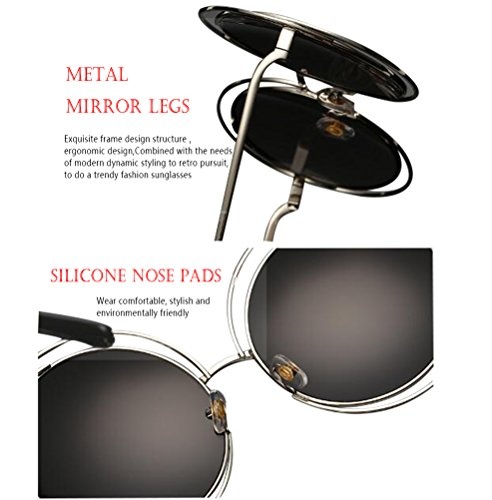 METAL
MIRROR LEGS
Exquisite frame design structure ,
ergonomic design,Combined with the needs
of modern dynamic styling to retro pursuit,
to do a trendy fashion sunglasses
SILICONE NOSE PADS
Wear comfortable, stylish and
environmentally friendly